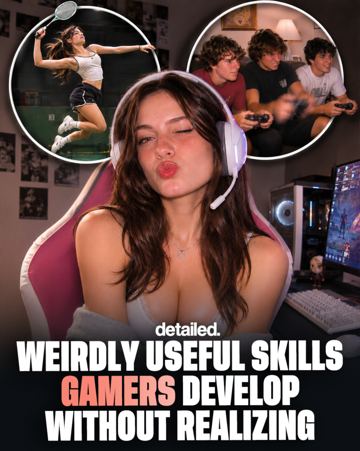 detailed.
WEIRDLY USEFUL SKILLS
GAMERS DEVELOP
WITHOUT REALIZING